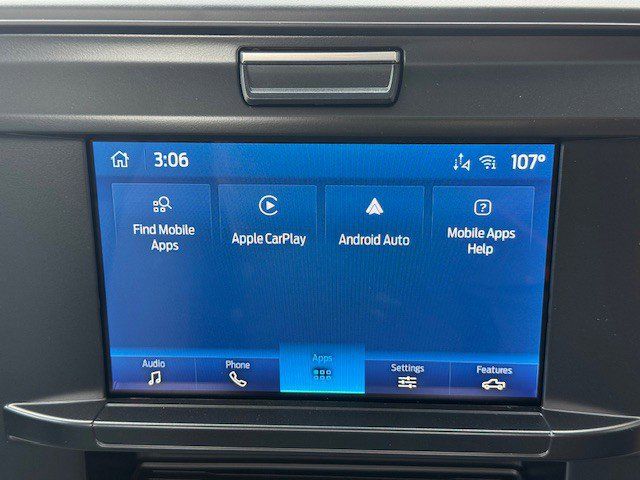 3:06
107°
Find Mobile
Apps
Apple CarPlay
Android Auto
Mobile Apps
Help
Audio
Phone
Apps
Settings
Features